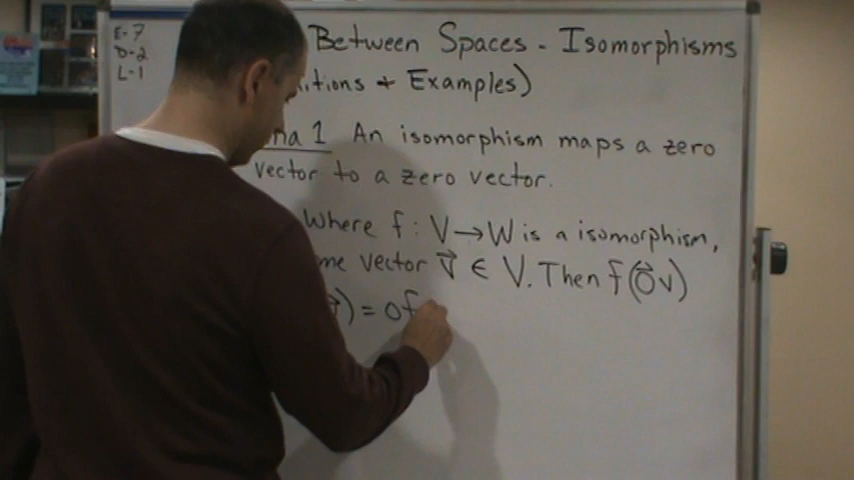 E-7
D-2
L-1
Between Spaces - Isomorphisms
itions + Examples)
ma 1 An isomorphism maps a zero
vector to a zero vector.
Where f : V → W is a isomorphism,
me vector v⃗ ∈ V. Then f(0⃗v)
) = 0f